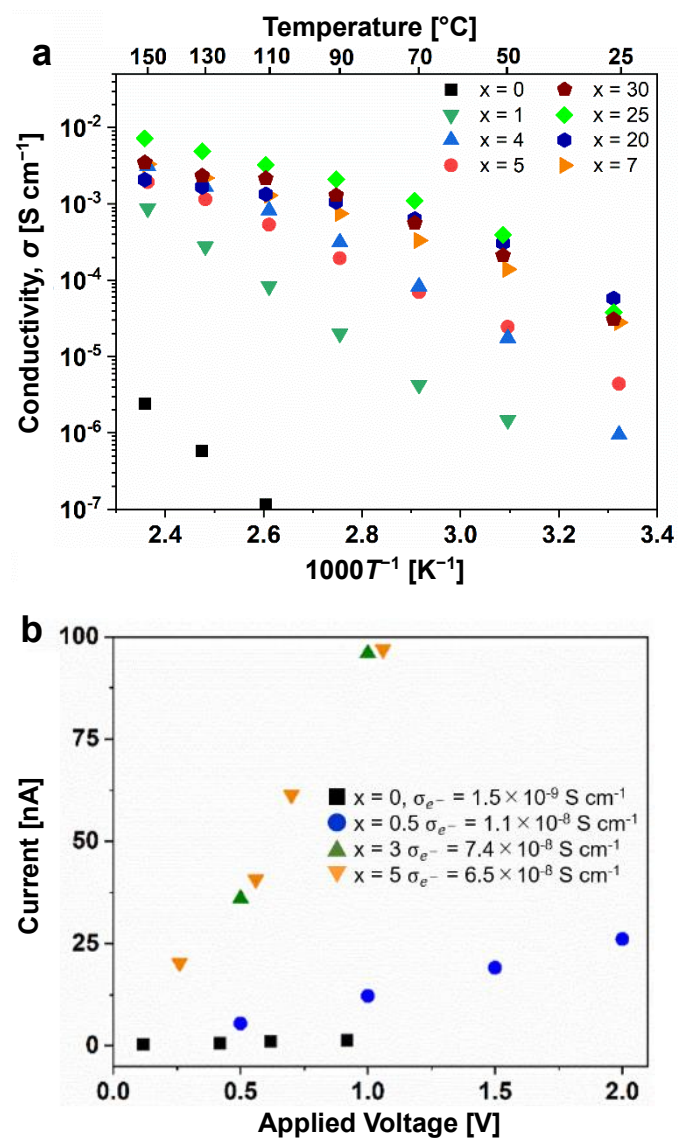 Temperature [°C]
a
150 130 110 90 70 50 25
x = 0 x = 30
x = 1 x = 25
x = 4 x = 20
x = 5 x = 7
10⁻²
10⁻³
10⁻⁴
10⁻⁵
10⁻⁶
10⁻⁷
Conductivity, σ [S cm⁻¹]
2.4 2.6 2.8 3.0 3.2 3.4
1000T⁻¹ [K⁻¹]
b
100
75
50
25
0
Current [nA]
x = 0, σₑ₋ = 1.5 × 10⁻⁹ S cm⁻¹
x = 0.5 σₑ₋ = 1.1 × 10⁻⁸ S cm⁻¹
x = 3 σₑ₋ = 7.4 × 10⁻⁸ S cm⁻¹
x = 5 σₑ₋ = 6.5 × 10⁻⁸ S cm⁻¹
0.0 0.5 1.0 1.5 2.0
Applied Voltage [V]